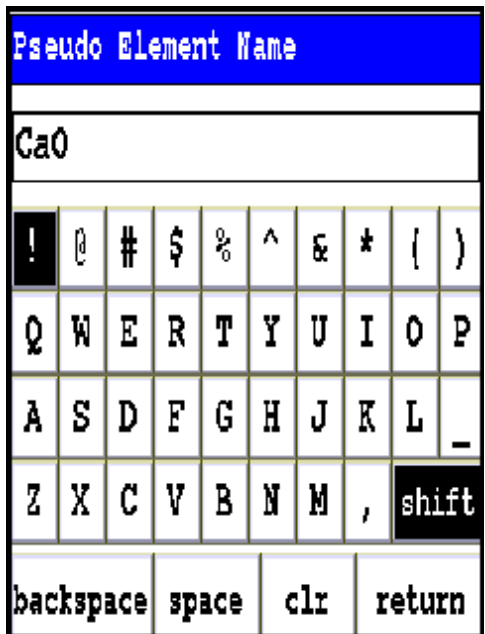 Pseudo Element Name
CaO
! @ # $ % ^ & * ( )
Q W E R T Y U I O P
A S D F G H J K L _
Z X C V B N M , shift
backspace space clr return